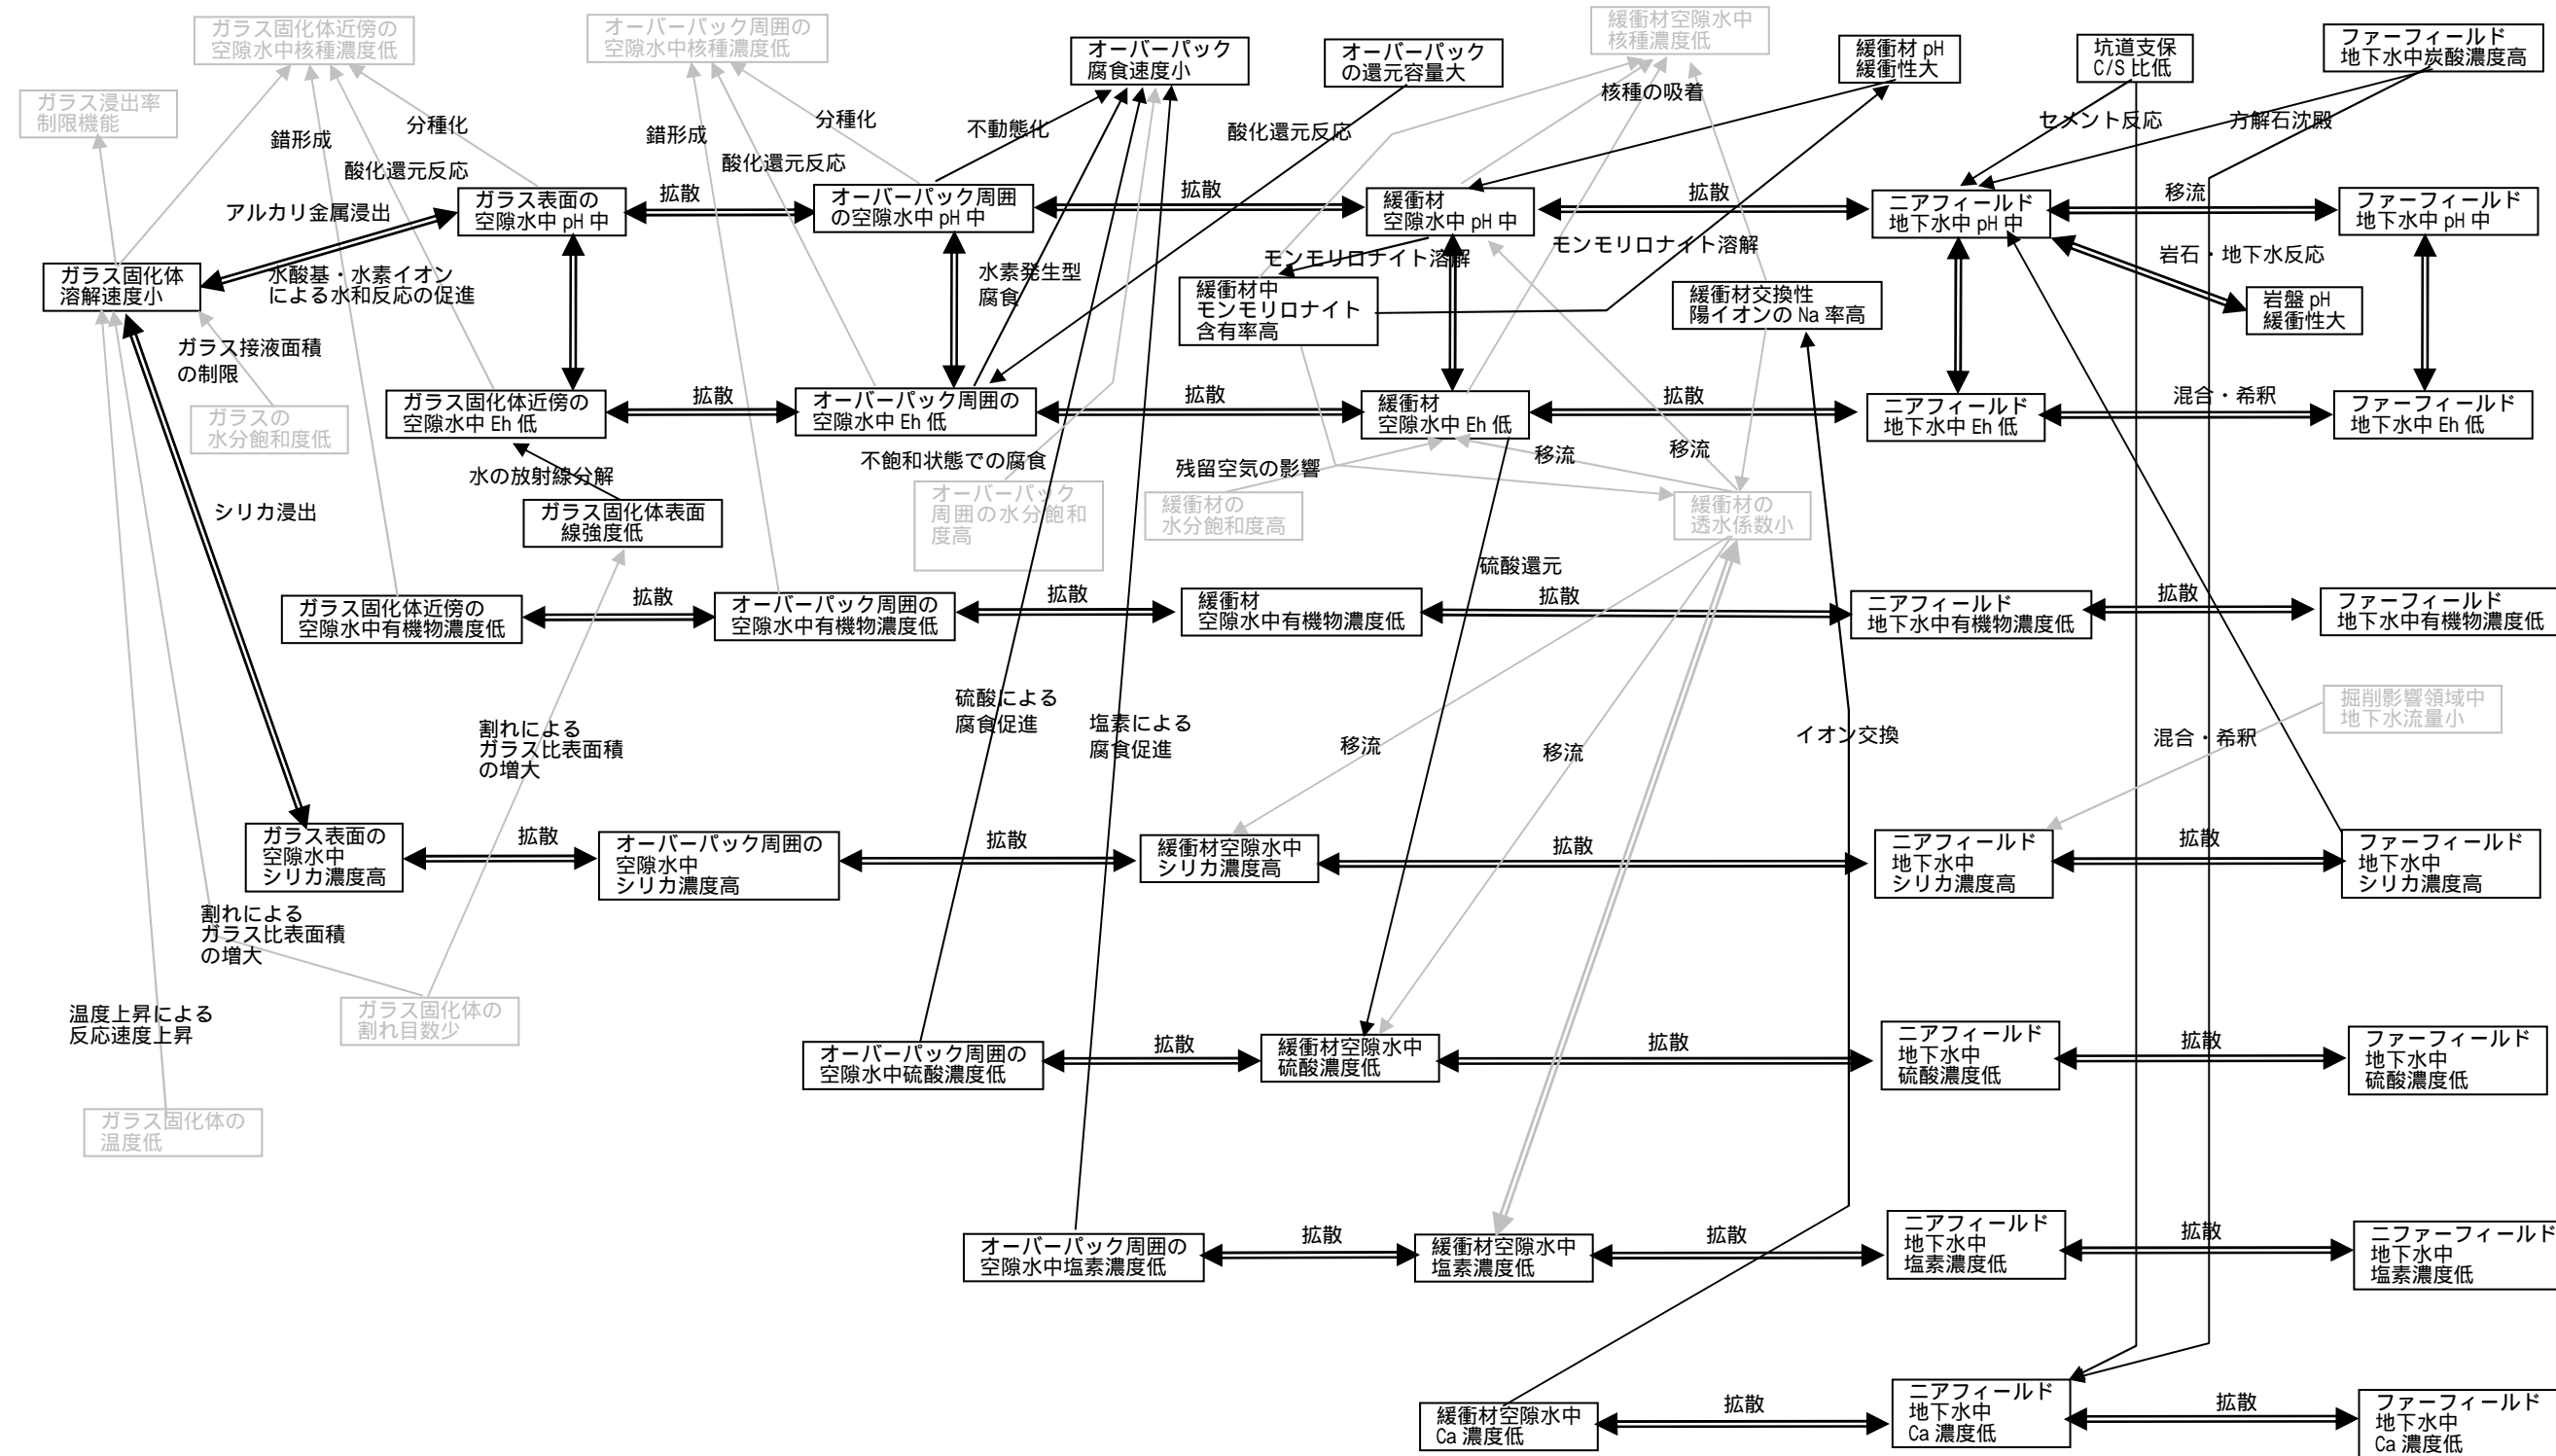 ガラス固化体近傍の
空隙水中核種濃度低
オーバーパック周囲の
空隙水中核種濃度低
オーバーパック
腐食速度小
オーバーパック
の還元容量大
緩衝材空隙水中
核種濃度低
緩衝材 pH
緩衝性大
坑道支保
C/S 比低
ファーフィールド
地下水中炭酸濃度高
ガラス浸出率
制限機能
錯形成
分種化
酸化還元反応
錯形成
分種化
酸化還元反応
不動態化
酸化還元反応
核種の吸着
セメント反応
方解石沈殿
アルカリ金属浸出
ガラス表面の
空隙水中 pH 中
拡散
オーバーパック周囲
の空隙水中 pH 中
拡散
緩衝材
空隙水中 pH 中
拡散
ニアフィールド
地下水中 pH 中
移流
ファーフィールド
地下水中 pH 中
ガラス固化体
溶解速度小
水酸基・水素イオン
による水和反応の促進
水素発生型
腐食
モンモリロナイト溶解
モンモリロナイト溶解
緩衝材中
モンモリロナイト
含有率高
緩衝材交換性
陽イオンの Na 率高
岩石・地下水反応
岩盤 pH
緩衝性大
ガラス接液面積
の制限
ガラスの
水分飽和度低
ガラス固化体近傍の
空隙水中 Eh 低
拡散
オーバーパック周囲の
空隙水中 Eh 低
拡散
緩衝材
空隙水中 Eh 低
拡散
ニアフィールド
地下水中 Eh 低
混合・希釈
ファーフィールド
地下水中 Eh 低
水の放射線分解
不飽和状態での腐食
残留空気の影響
移流
移流
シリカ浸出
ガラス固化体表面
線強度低
オーバーパック
周囲の水分飽和
度高
緩衝材の
水分飽和度高
緩衝材の
透水係数小
硫酸還元
ガラス固化体近傍の
空隙水中有機物濃度低
拡散
オーバーパック周囲の
空隙水中有機物濃度低
拡散
緩衝材
空隙水中有機物濃度低
拡散
ニアフィールド
地下水中有機物濃度低
拡散
ファーフィールド
地下水中有機物濃度低
割れによる
ガラス比表面積
の増大
硫酸による
腐食促進
塩素による
腐食促進
移流
移流
イオン交換
混合・希釈
掘削影響領域中
地下水流量小
ガラス表面の
空隙水中
シリカ濃度高
拡散
オーバーパック周囲の
空隙水中
シリカ濃度高
拡散
緩衝材空隙水中
シリカ濃度高
拡散
ニアフィールド
地下水中
シリカ濃度高
拡散
ファーフィールド
地下水中
シリカ濃度高
割れによる
ガラス比表面積
の増大
温度上昇による
反応速度上昇
ガラス固化体の
割れ目数少
オーバーパック周囲の
空隙水中硫酸濃度低
拡散
緩衝材空隙水中
硫酸濃度低
拡散
ニアフィールド
地下水中
硫酸濃度低
拡散
ファーフィールド
地下水中
硫酸濃度低
ガラス固化体の
温度低
オーバーパック周囲の
空隙水中塩素濃度低
拡散
緩衝材空隙水中
塩素濃度低
拡散
ニアフィールド
地下水中
塩素濃度低
拡散
ニファーフィールド
地下水中
塩素濃度低
緩衝材空隙水中
Ca 濃度低
拡散
ニアフィールド
地下水中
Ca 濃度低
拡散
ファーフィールド
地下水中
Ca 濃度低